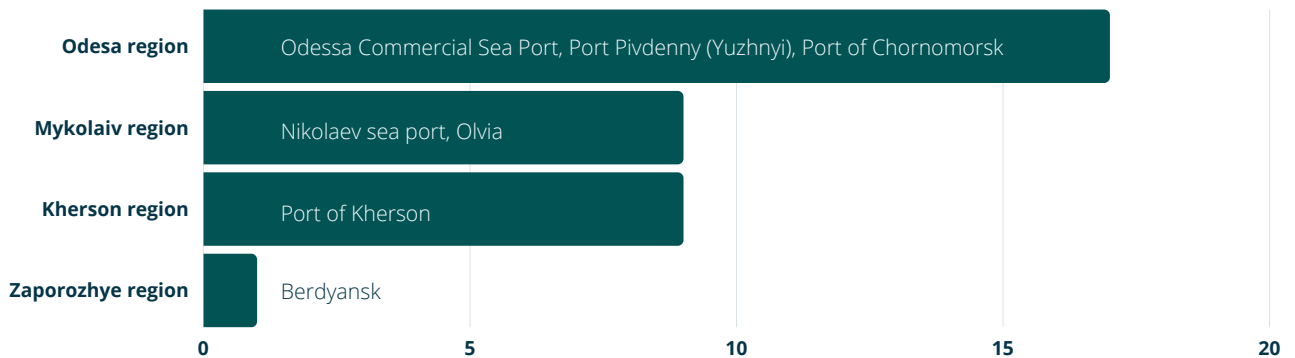 Odesa region
Odessa Commercial Sea Port, Port Pivdenny (Yuzhnyi), Port of Chornomorsk
Mykolaiv region
Nikolaev sea port, Olvia
Kherson region
Port of Kherson
Zaporozhye region
Berdyansk
0 5 10 15 20